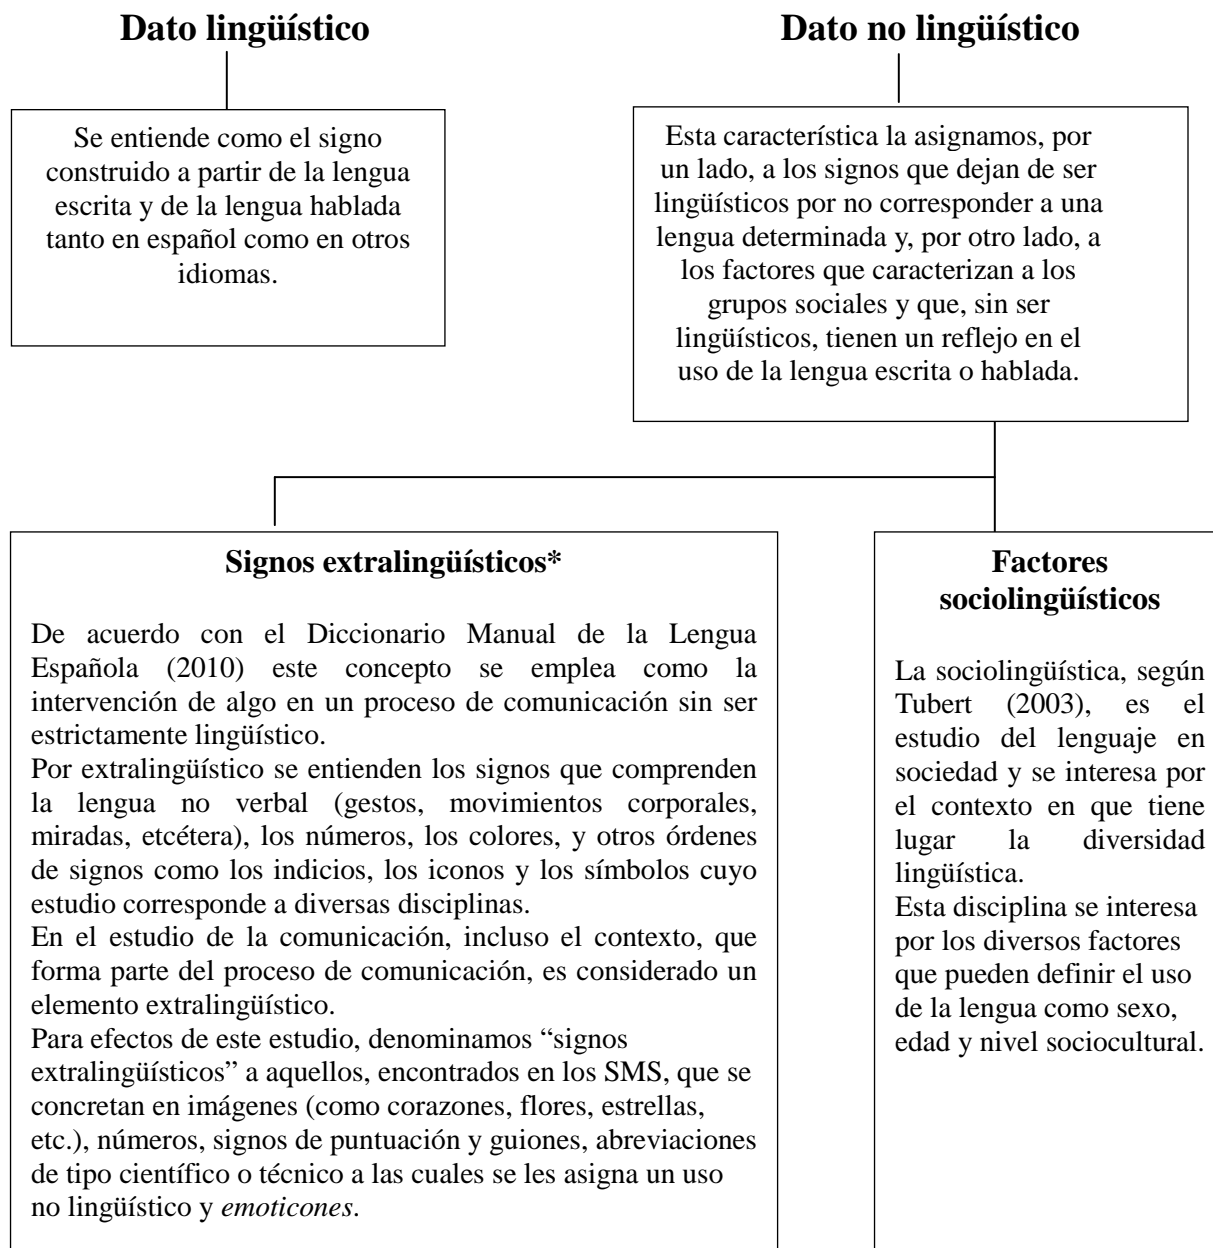 Dato lingüístico
Dato no lingüístico
Se entiende como el signo
construido a partir de la lengua
escrita y de la lengua hablada
tanto en español como en otros
idiomas.
Esta característica la asignamos, por
un lado, a los signos que dejan de ser
lingüísticos por no corresponder a una
lengua determinada y, por otro lado, a
los factores que caracterizan a los
grupos sociales y que, sin ser
lingüísticos, tienen un reflejo en el
uso de la lengua escrita o hablada.
Signos extralingüísticos*
De acuerdo con el Diccionario Manual de la Lengua
Española (2010) este concepto se emplea como la
intervención de algo en un proceso de comunicación sin ser
estrictamente lingüístico.
Por extralingüístico se entienden los signos que comprenden
la lengua no verbal (gestos, movimientos corporales,
miradas, etcétera), los números, los colores, y otros órdenes
de signos como los indicios, los iconos y los símbolos cuyo
estudio corresponde a diversas disciplinas.
En el estudio de la comunicación, incluso el contexto, que
forma parte del proceso de comunicación, es considerado un
elemento extralingüístico.
Para efectos de este estudio, denominamos “signos
extralingüísticos” a aquellos, encontrados en los SMS, que se
concretan en imágenes (como corazones, flores, estrellas,
etc.), números, signos de puntuación y guiones, abreviaciones
de tipo científico o técnico a las cuales se les asigna un uso
no lingüístico y emoticones.
Factores
sociolingüísticos
La sociolingüística, según
Tubert (2003), es el
estudio del lenguaje en
sociedad y se interesa por
el contexto en que tiene
lugar la diversidad
lingüística.
Esta disciplina se interesa
por los diversos factores
que pueden definir el uso
de la lengua como sexo,
edad y nivel sociocultural.